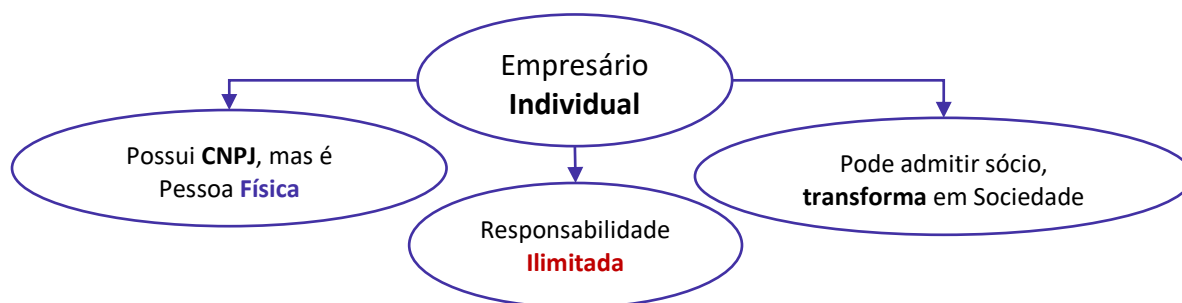 Empresário
Individual
Possui CNPJ, mas é
Pessoa Física
Responsabilidade
Ilimitada
Pode admitir sócio,
transforma em Sociedade